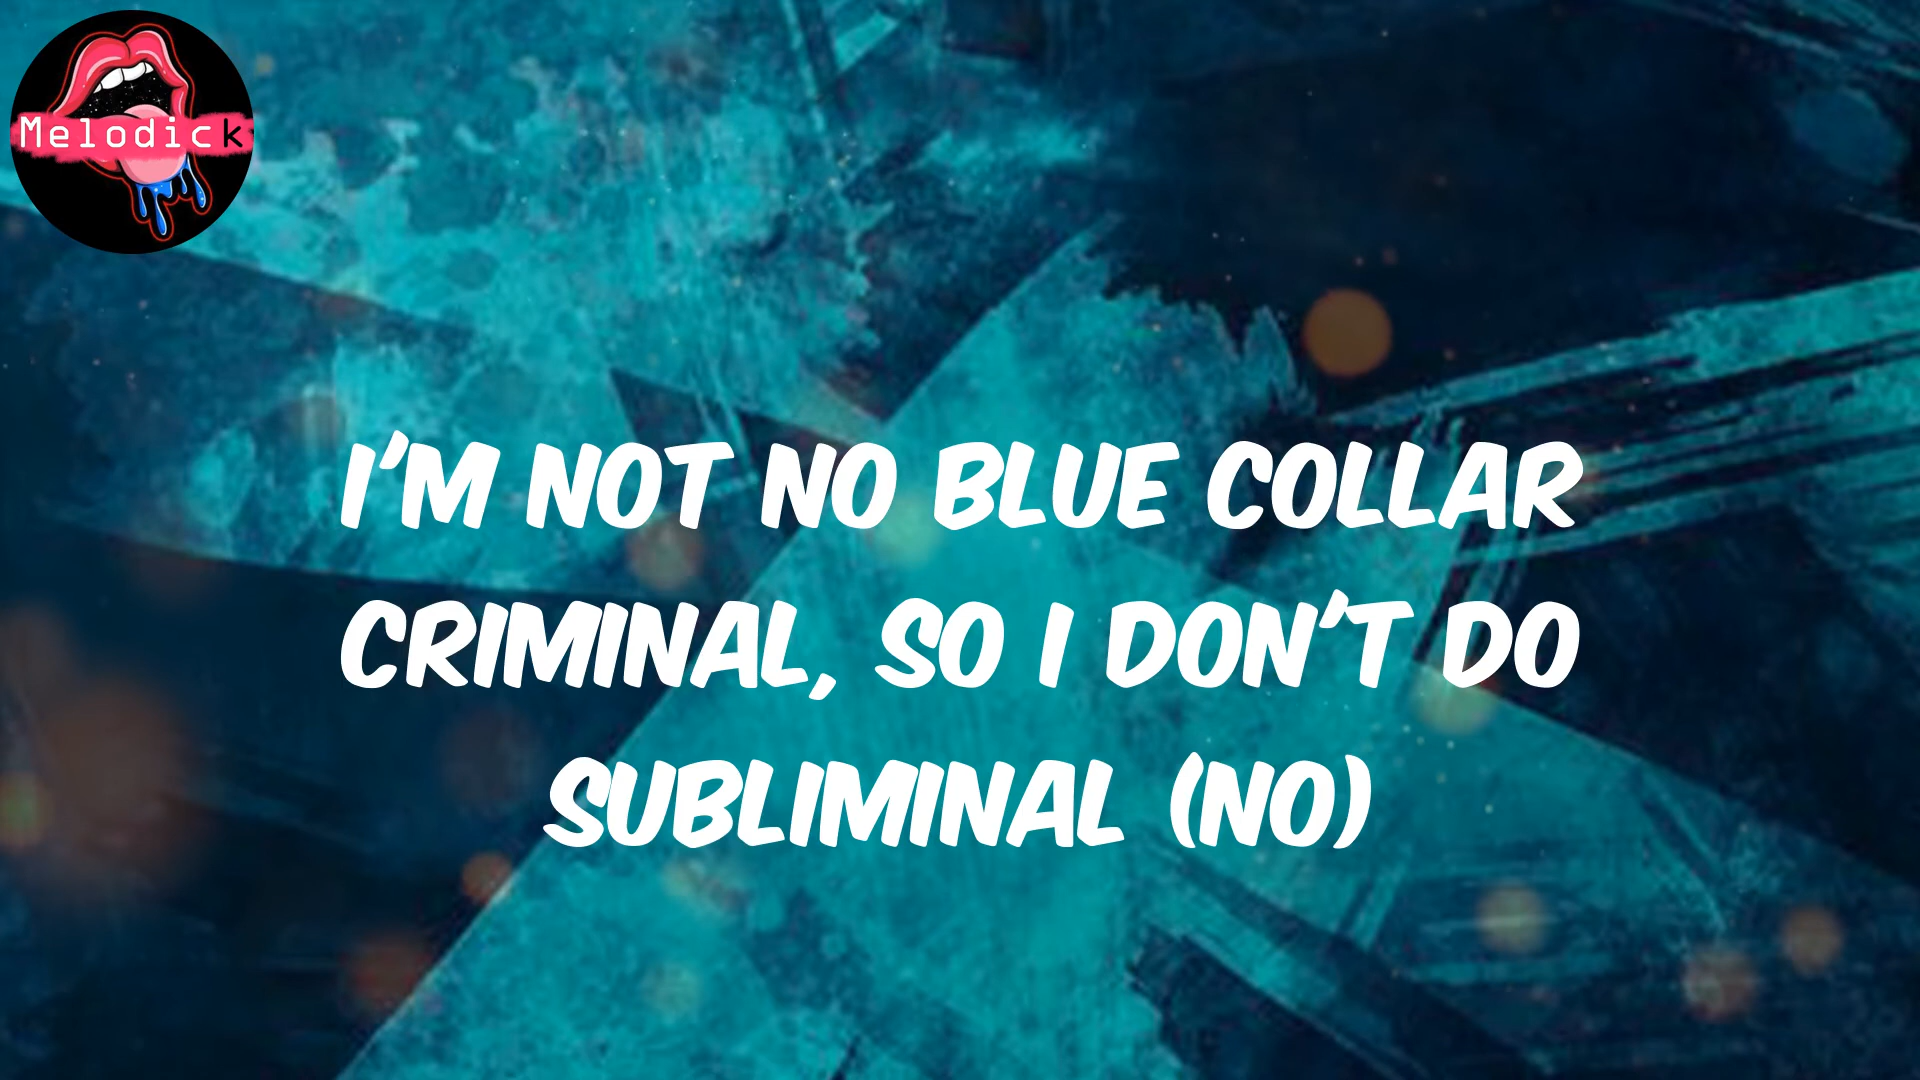 Melodick
I'M NOT NO BLUE COLLAR
CRIMINAL, SO I DON'T DO
SUBLIMINAL (NO)